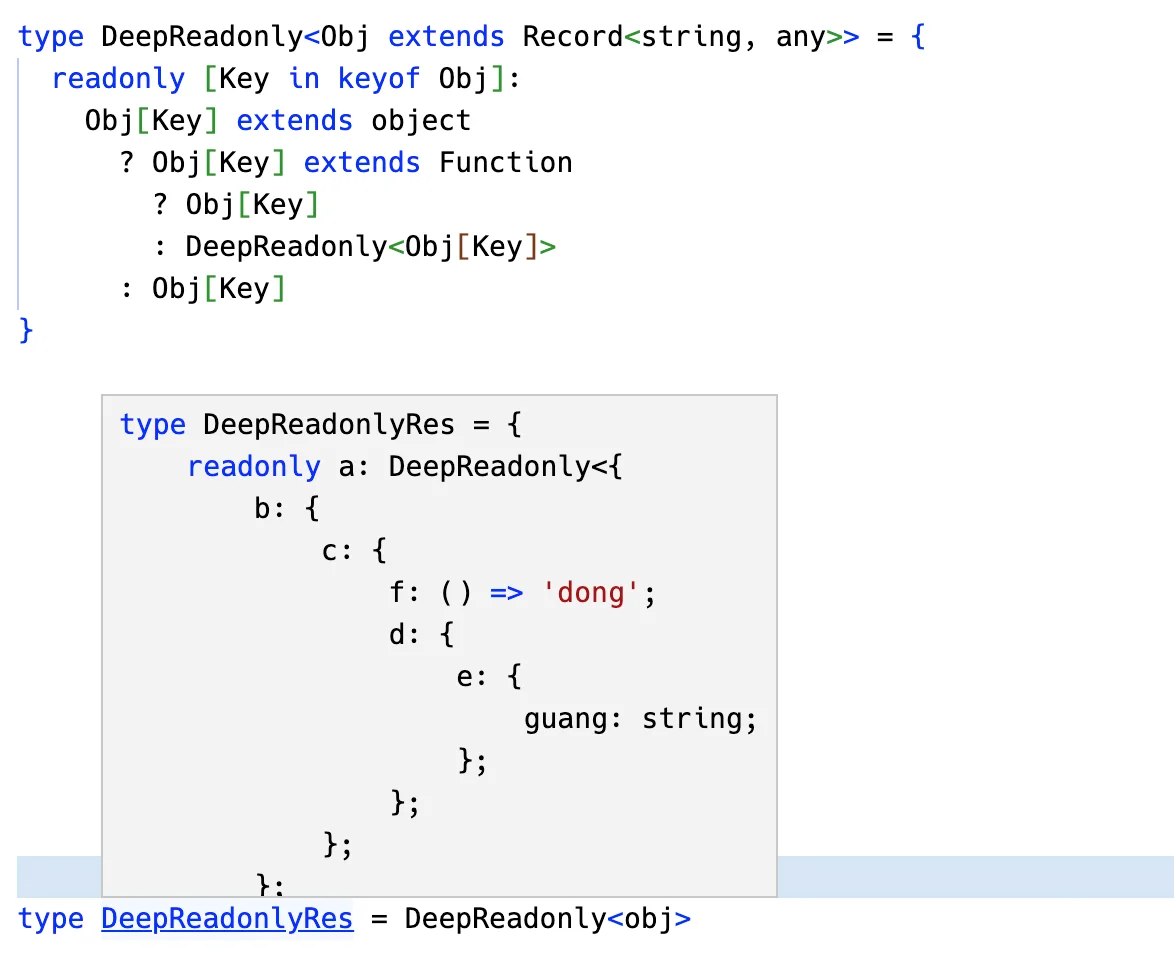 type DeepReadonly<Obj extends Record<string, any>> = {
  readonly [Key in keyof Obj]:
    Obj[Key] extends object
      ? Obj[Key] extends Function
        ? Obj[Key]
        : DeepReadonly<Obj[Key]>
      : Obj[Key]
}
type DeepReadonlyRes = {
    readonly a: DeepReadonly<{
        b: {
            c: {
                f: () => 'dong';
                d: {
                    e: {
                        guang: string;
                    };
                };
            };
        };
type DeepReadonlyRes = DeepReadonly<obj>